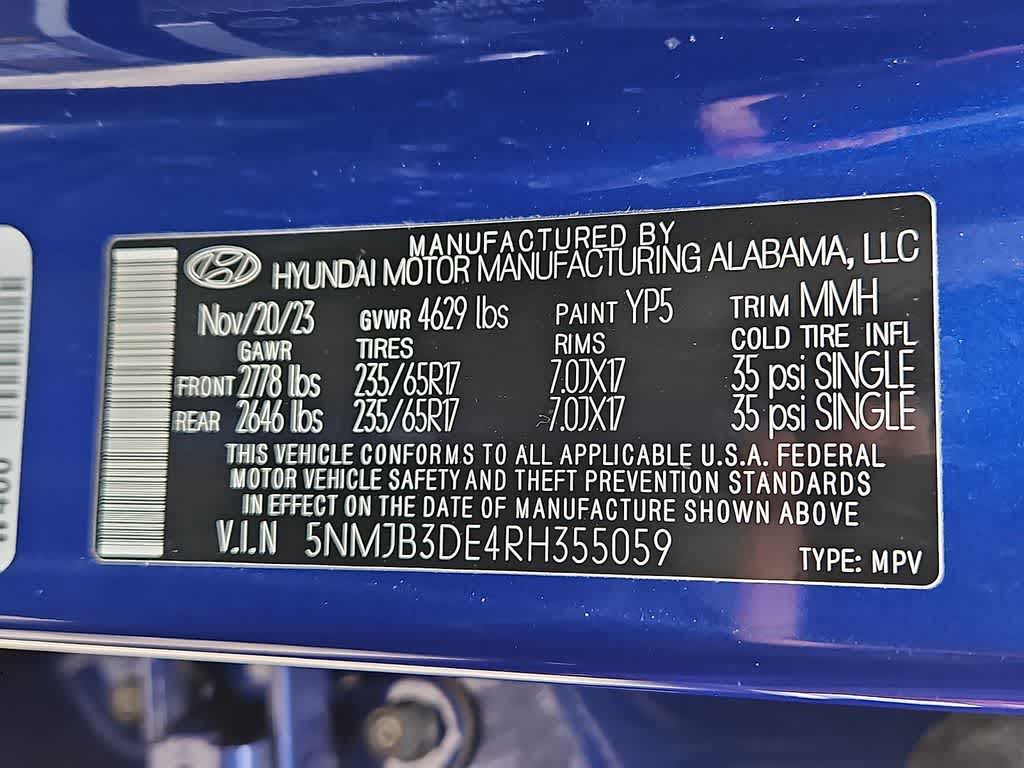 MANUFACTURED BY
HYUNDAI MOTOR MANUFACTURING ALABAMA, LLC
Nov/20/23 GVWR 4629 lbs PAINT YP5 TRIM MMH
GAWR TIRES RIMS COLD TIRE INFL
FRONT 2778 lbs 235/65R17 7.0JX17 35 psi SINGLE
REAR 2646 lbs 235/65R17 7.0JX17 35 psi SINGLE
THIS VEHICLE CONFORMS TO ALL APPLICABLE U.S.A. FEDERAL
MOTOR VEHICLE SAFETY AND THEFT PREVENTION STANDARDS
IN EFFECT ON THE DATE OF MANUFACTURE SHOWN ABOVE
V.I.N 5NMJB3DE4RH355059 TYPE: MPV